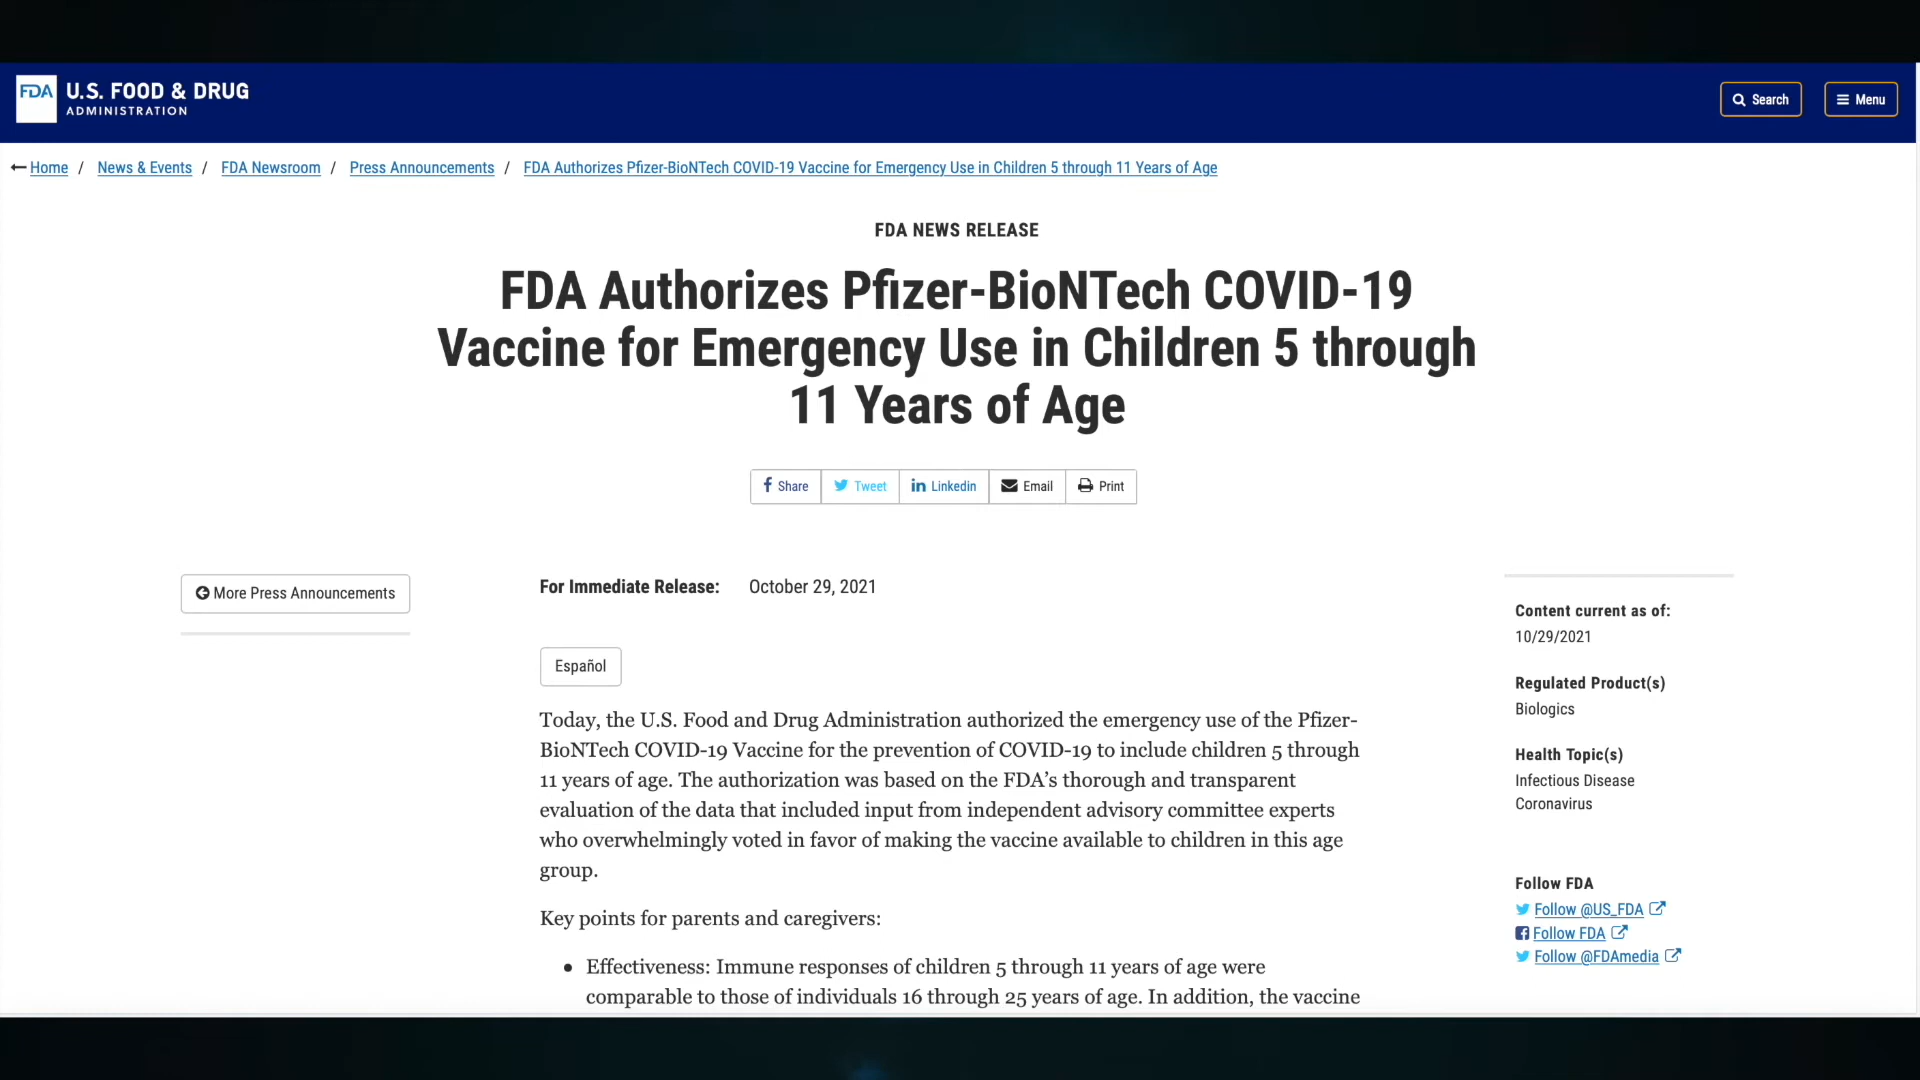 FDA U.S. FOOD & DRUG
ADMINISTRATION
Search
Menu
Home / News & Events / FDA Newsroom / Press Announcements / FDA Authorizes Pfizer-BioNTech COVID-19 Vaccine for Emergency Use in Children 5 through 11 Years of Age
FDA NEWS RELEASE
FDA Authorizes Pfizer-BioNTech COVID-19
Vaccine for Emergency Use in Children 5 through
11 Years of Age
Share
Tweet
Linkedin
Email
Print
More Press Announcements
For Immediate Release: October 29, 2021
Español
Today, the U.S. Food and Drug Administration authorized the emergency use of the Pfizer-
BioNTech COVID-19 Vaccine for the prevention of COVID-19 to include children 5 through
11 years of age. The authorization was based on the FDA’s thorough and transparent
evaluation of the data that included input from independent advisory committee experts
who overwhelmingly voted in favor of making the vaccine available to children in this age
group.
Key points for parents and caregivers:
• Effectiveness: Immune responses of children 5 through 11 years of age were
comparable to those of individuals 16 through 25 years of age. In addition, the vaccine
Content current as of:
10/29/2021
Regulated Product(s)
Biologics
Health Topic(s)
Infectious Disease
Coronavirus
Follow FDA
Follow @US_FDA
Follow FDA
Follow @FDAmedia